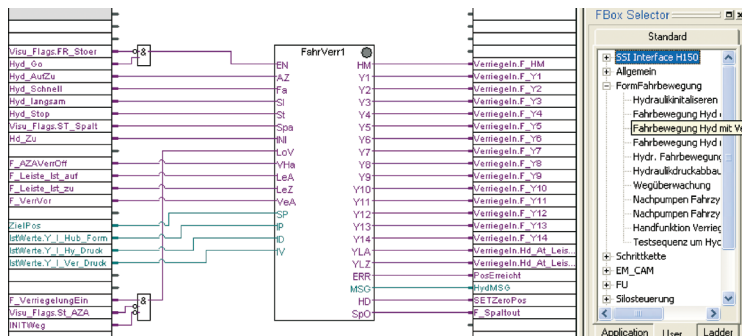 FBox Selector
Standard
SSI Interface H150
Allgemein
FormFahrbewegung
Hydraulikinitaliseren
Fahrbewegung Hyd
Fahrbewegung Hyd mit V
Fahrbewegung Hyd
Hydr. Fahrbewegung
Hydraulikdruckabbau
Wegüberwachung
Nachpumpen Fahrzy
Nachpumpen Fahrzy
Handfunktion Verrieg
Testsequenz um Hyd
Schrittkette
EM_CAM
FU
Silosteuerung
Application User Ladder
Visu_Flags.FR_Stoer
Hyd_Go
Hyd_AufZu
Hyd_Schnell
Hyd_langsam
Hyd_Stop
Visu_Flags.ST_Spalt
Hd_Zu
F_AZAVerrOff
F_Leiste_Ist_auf
F_Leiste_Ist_zu
F_VerrVor
ZielPos
IstWerte.Y_I_Hub_Form
IstWerte.Y_I_Hy_Druck
IstWerte.Y_I_Ver_Druck
F_VerriegelungEin
Visu_Flags.St_AZA
INITWeg
&
&
FahrVerr1
EN HM
AZ Y1
Fa Y2
Sl Y3
St Y4
Spa Y5
INI Y6
LoV Y7
VHa Y8
LeA Y9
LeZ Y10
VeA Y11
SP Y12
IP Y13
ID Y14
IV YLA
YLZ
ERR
MSG
HD
SpO
Verriegeln.F_HM
Verriegeln.F_Y1
Verriegeln.F_Y2
Verriegeln.F_Y3
Verriegeln.F_Y4
Verriegeln.F_Y5
Verriegeln.F_Y6
Verriegeln.F_Y7
Verriegeln.F_Y8
Verriegeln.F_Y9
Verriegeln.F_Y10
Verriegeln.F_Y11
Verriegeln.F_Y12
Verriegeln.F_Y13
Verriegeln.F_Y14
Verriegeln.Hd_At_Leis...
Verriegeln.Hd_At_Leis...
PosErreicht
HydMSG
SETZeroPos
F_Spaltout